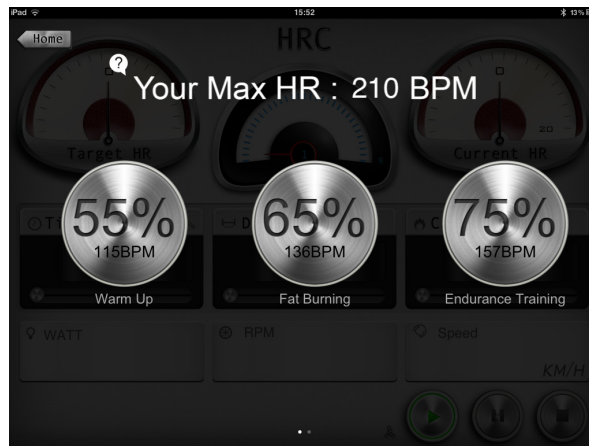 iPad 15:52 13%
Home
HRC
? Your Max HR : 210 BPM
20
Target HR Current HR
55% 65% 75%
115BPM 136BPM 157BPM
Warm Up Fat Burning Endurance Training
WATT RPM Speed
KM/H